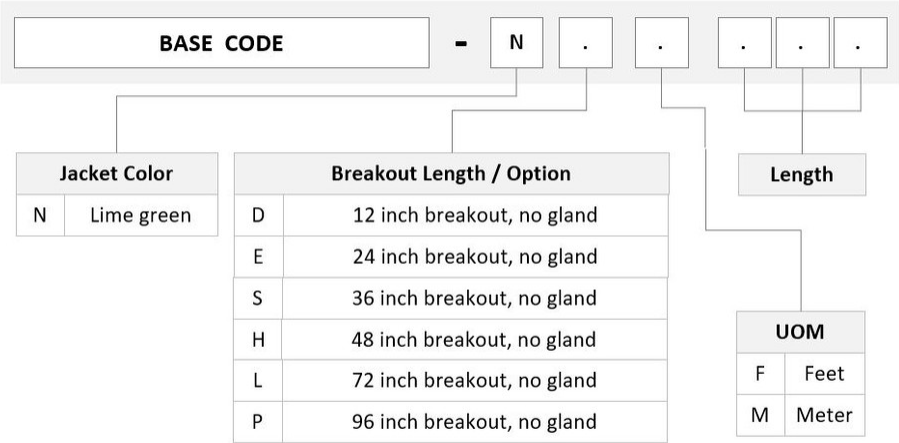 BASE CODE - N . . . . .
Jacket Color
N Lime green
Breakout Length / Option
D 12 inch breakout, no gland
E 24 inch breakout, no gland
S 36 inch breakout, no gland
H 48 inch breakout, no gland
L 72 inch breakout, no gland
P 96 inch breakout, no gland
Length
UOM
F Feet
M Meter